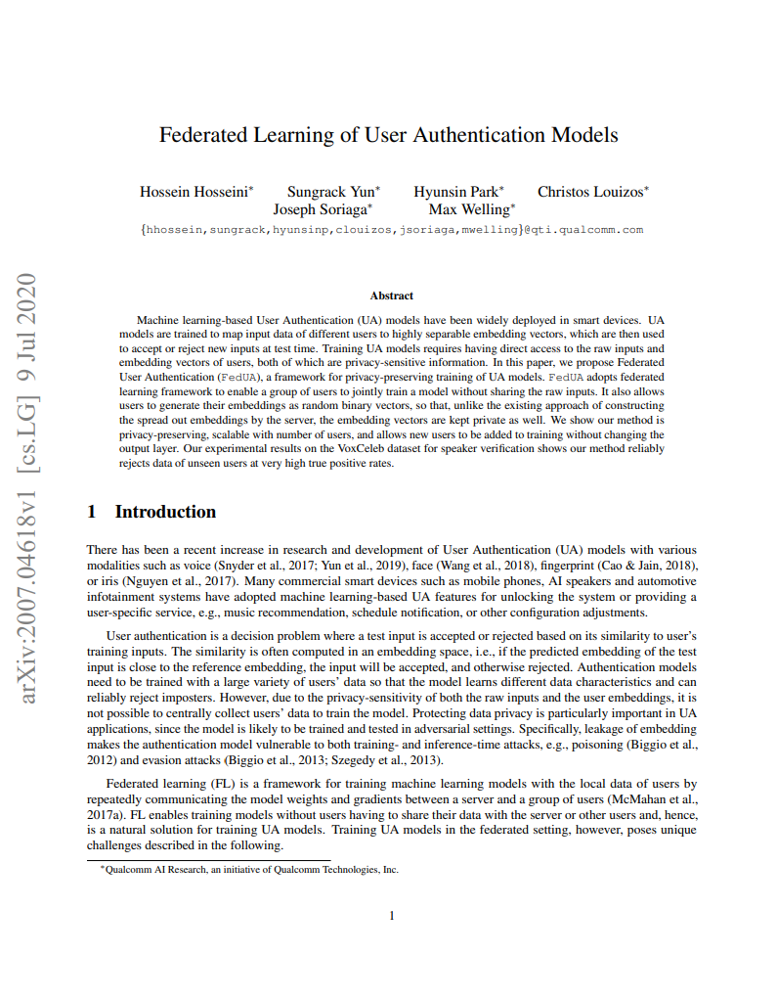 Federated Learning of User Authentication Models
Hossein Hosseini* Sungrack Yun* Hyunsin Park* Christos Louizos*
Joseph Soriaga* Max Welling*
{hhossein,sungrack,hyunsinp,clouizos,jsoriaga,mwelling}@qti.qualcomm.com
Abstract
Machine learning-based User Authentication (UA) models have been widely deployed in smart devices. UA
models are trained to map input data of different users to highly separable embedding vectors, which are then used
to accept or reject new inputs at test time. Training UA models requires having direct access to the raw inputs and
embedding vectors of users, both of which are privacy-sensitive information. In this paper, we propose Federated
User Authentication (FedUA), a framework for privacy-preserving training of UA models. FedUA adopts federated
learning framework to enable a group of users to jointly train a model without sharing the raw inputs. It also allows
users to generate their embeddings as random binary vectors, so that, unlike the existing approach of constructing
the spread out embeddings by the server, the embedding vectors are kept private as well. We show our method is
privacy-preserving, scalable with number of users, and allows new users to be added to training without changing the
output layer. Our experimental results on the VoxCeleb dataset for speaker verification shows our method reliably
rejects data of unseen users at very high true positive rates.
1 Introduction
There has been a recent increase in research and development of User Authentication (UA) models with various
modalities such as voice (Snyder et al., 2017; Yun et al., 2019), face (Wang et al., 2018), fingerprint (Cao & Jain, 2018),
or iris (Nguyen et al., 2017). Many commercial smart devices such as mobile phones, AI speakers and automotive
infotainment systems have adopted machine learning-based UA features for unlocking the system or providing a
user-specific service, e.g., music recommendation, schedule notification, or other configuration adjustments.
User authentication is a decision problem where a test input is accepted or rejected based on its similarity to user's
training inputs. The similarity is often computed in an embedding space, i.e., if the predicted embedding of the test
input is close to the reference embedding, the input will be accepted, and otherwise rejected. Authentication models
need to be trained with a large variety of users' data so that the model learns different data characteristics and can
reliably reject imposters. However, due to the privacy-sensitivity of both the raw inputs and the user embeddings, it is
not possible to centrally collect users' data to train the model. Protecting data privacy is particularly important in UA
applications, since the model is likely to be trained and tested in adversarial settings. Specifically, leakage of embedding
makes the authentication model vulnerable to both training- and inference-time attacks, e.g., poisoning (Biggio et al.,
2012) and evasion attacks (Biggio et al., 2013; Szegedy et al., 2013).
Federated learning (FL) is a framework for training machine learning models with the local data of users by
repeatedly communicating the model weights and gradients between a server and a group of users (McMahan et al.,
2017a). FL enables training models without users having to share their data with the server or other users and, hence,
is a natural solution for training UA models. Training UA models in the federated setting, however, poses unique
challenges described in the following.
*Qualcomm AI Research, an initiative of Qualcomm Technologies, Inc.
1
arXiv:2007.04618v1 [cs.LG] 9 Jul 2020